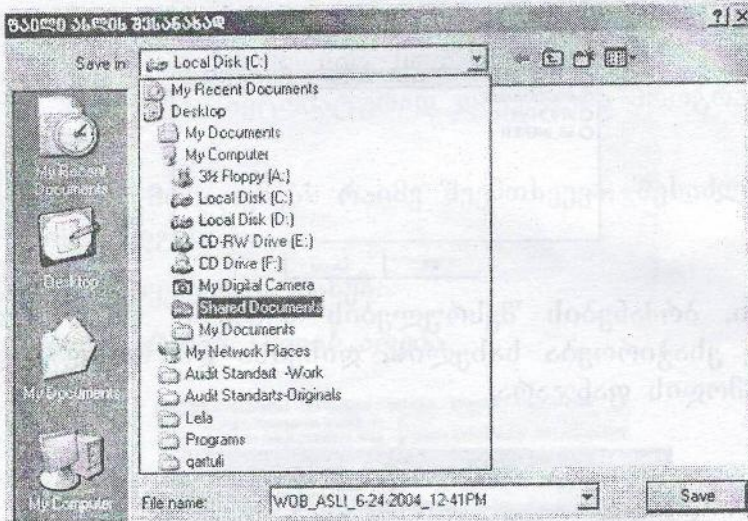 ფაილი ასლის შესანახად
Save in: Local Disk (C:)
My Recent Documents
Desktop
My Documents
My Computer
3½ Floppy (A:)
Local Disk (C:)
Local Disk (D:)
CD-RW Drive (E:)
CD Drive (F:)
My Digital Camera
Shared Documents
My Documents
My Network Places
Audit Standart -Work
Audit Standarts-Originals
Lela
Programs
qartuli
My Recent
Documents
Desktop
My Documents
My Computer
File name: WOB_ASLI_6-24-2004_12-41PM
Save